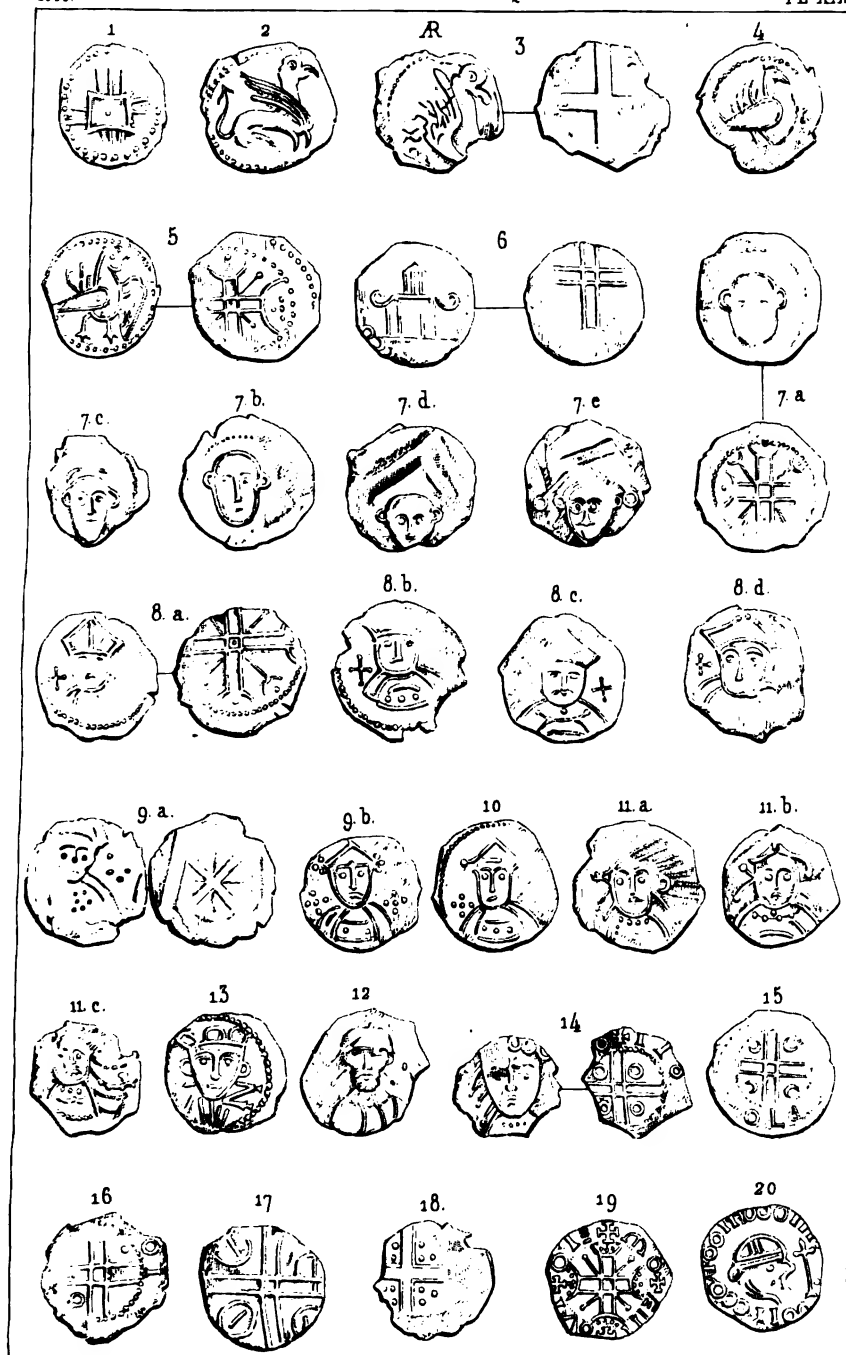 1 2 AR 3 4
5 6
7. a
7. c. 7. b. 7. d. 7. e
8. a. 8. b. 8. c. 8. d.
9. a. 9. b. 10 11. a. 11. b.
11. c. 13 12 14 15
16 17 18. 19 20